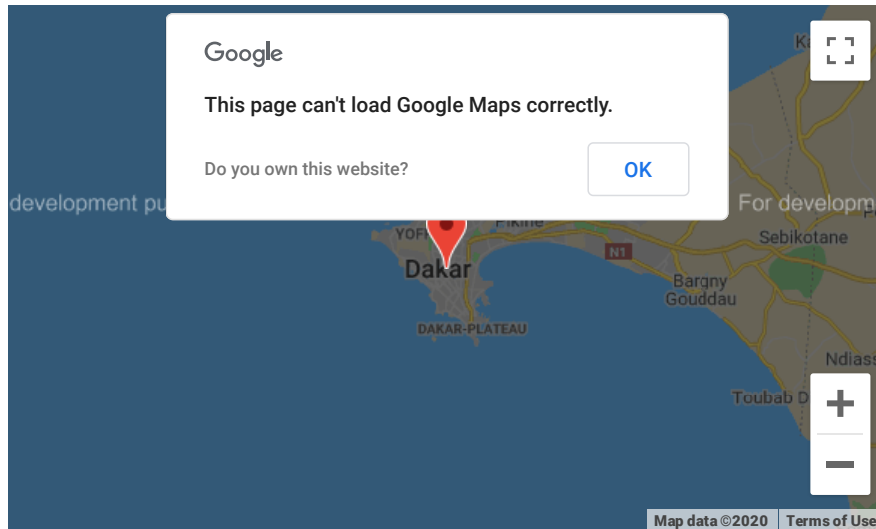 Google
This page can't load Google Maps correctly.
Do you own this website?
OK
development pu
For developm
YOF
Pikine
Sebikotane
N1
Dakar
Bargny
Gouddau
DAKAR-PLATEAU
Ndiass
Toubab D
Map data ©2020
Terms of Use